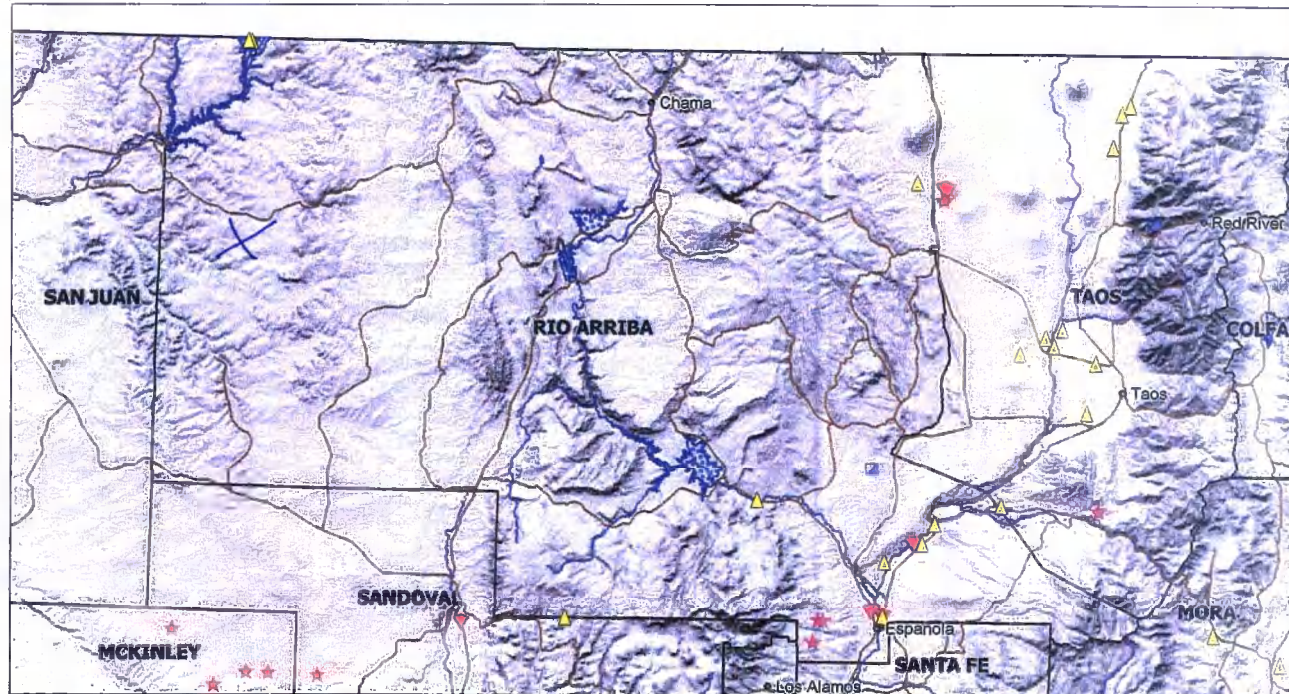 Chama
Red River
SAN JUAN
TAOS
RIO ARRIBA
COLFA
Taos
SANDOVAL
MORA
Espanola
MCKINLEY
SANTA FE
Los Alamos